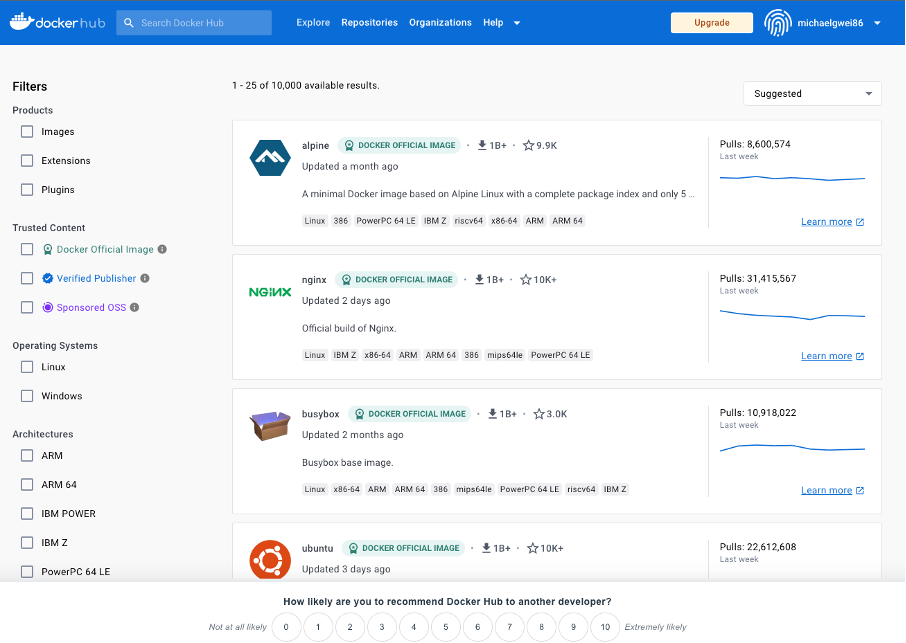 dockerhub
Search Docker Hub
Explore Repositories Organizations Help
Upgrade
michaelgwei86
Filters
Products
Images
Extensions
Plugins
Trusted Content
Docker Official Image
Verified Publisher
Sponsored OSS
Operating Systems
Linux
Windows
Architectures
ARM
ARM 64
IBM POWER
IBM Z
PowerPC 64 LE
1 - 25 of 10,000 available results.
Suggested
alpine DOCKER OFFICIAL IMAGE · 1B+ · 9.9K
Updated a month ago
A minimal Docker image based on Alpine Linux with a complete package index and only 5 ...
Linux 386 PowerPC 64 LE IBM Z riscv64 x86-64 ARM ARM 64
Pulls: 8,600,574
Last week
Learn more
NGINX
nginx DOCKER OFFICIAL IMAGE · 1B+ · 10K+
Updated 2 days ago
Official build of Nginx.
Linux IBM Z x86-64 ARM ARM 64 386 mips64le PowerPC 64 LE
Pulls: 31,415,567
Last week
Learn more
busybox DOCKER OFFICIAL IMAGE · 1B+ · 3.0K
Updated 2 months ago
Busybox base image.
Linux x86-64 ARM ARM 64 386 mips64le PowerPC 64 LE riscv64 IBM Z
Pulls: 10,918,022
Last week
Learn more
ubuntu DOCKER OFFICIAL IMAGE · 1B+ · 10K+
Updated 3 days ago
Pulls: 22,612,608
Last week
How likely are you to recommend Docker Hub to another developer?
Not at all likely 0 1 2 3 4 5 6 7 8 9 10 Extremely likely